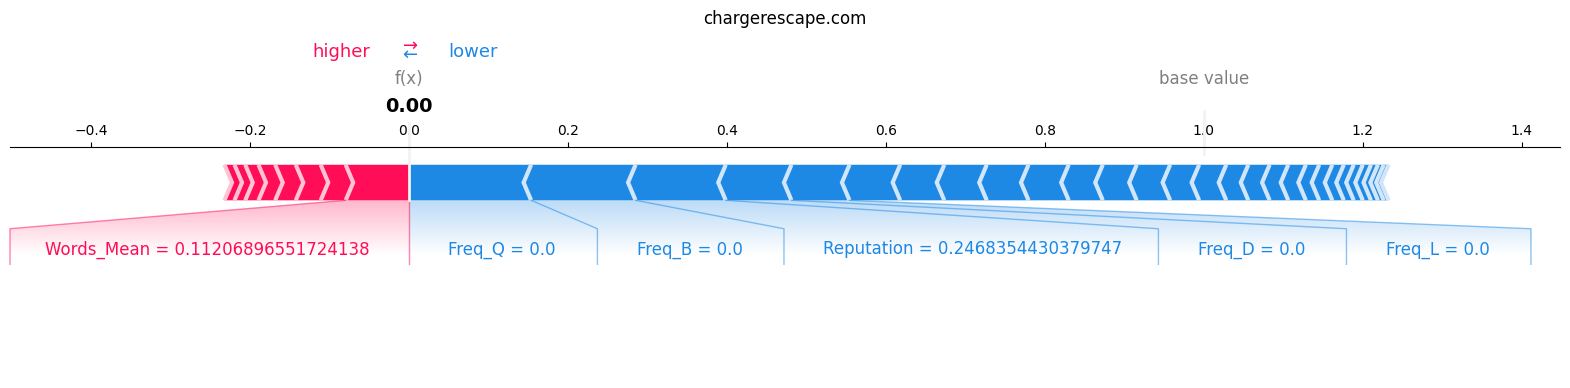 chargerescape.com
higher → ← lower
f(x) base value
0.00
−0.4 −0.2 0.0 0.2 0.4 0.6 0.8 1.0 1.2 1.4
Words_Mean = 0.11206896551724138 Freq_Q = 0.0 Freq_B = 0.0 Reputation = 0.2468354430379747 Freq_D = 0.0 Freq_L = 0.0